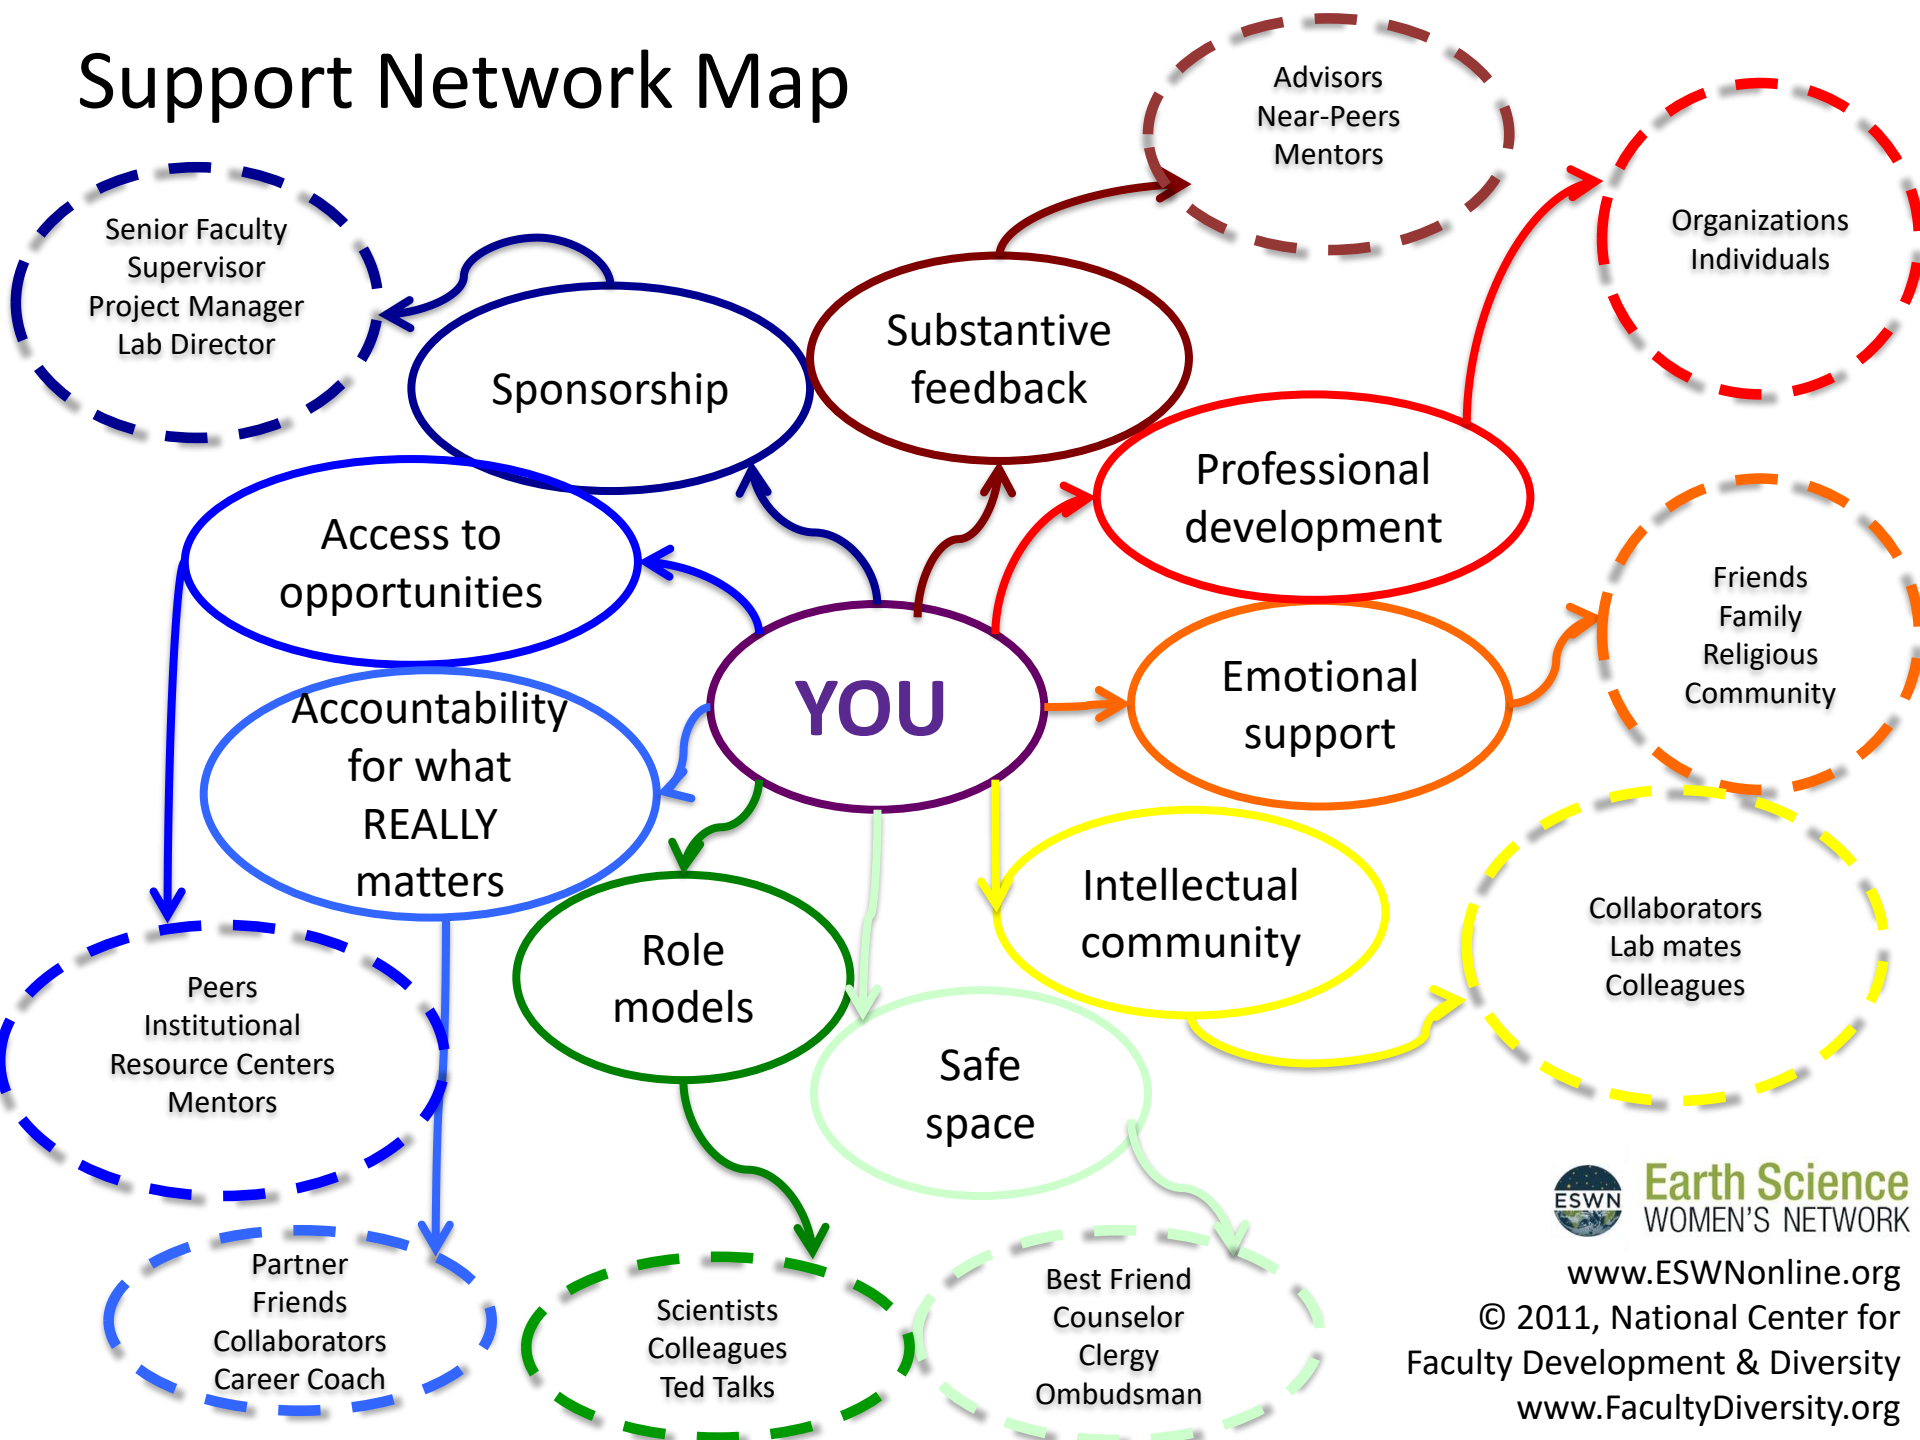 Support Network Map
Advisors
Near-Peers
Mentors
Organizations
Individuals
Senior Faculty
Supervisor
Project Manager
Lab Director
Substantive
feedback
Sponsorship
Professional
development
Access to
opportunities
Friends
Family
Religious
Community
Emotional
support
YOU
Accountability
for what
REALLY
matters
Intellectual
community
Collaborators
Lab mates
Colleagues
Role
models
Peers
Institutional
Resource Centers
Mentors
Safe
space
Partner
Friends
Collaborators
Career Coach
Scientists
Colleagues
Ted Talks
Best Friend
Counselor
Clergy
Ombudsman
ESWN
Earth Science
WOMEN'S NETWORK
www.ESWNonline.org
© 2011, National Center for
Faculty Development & Diversity
www.FacultyDiversity.org